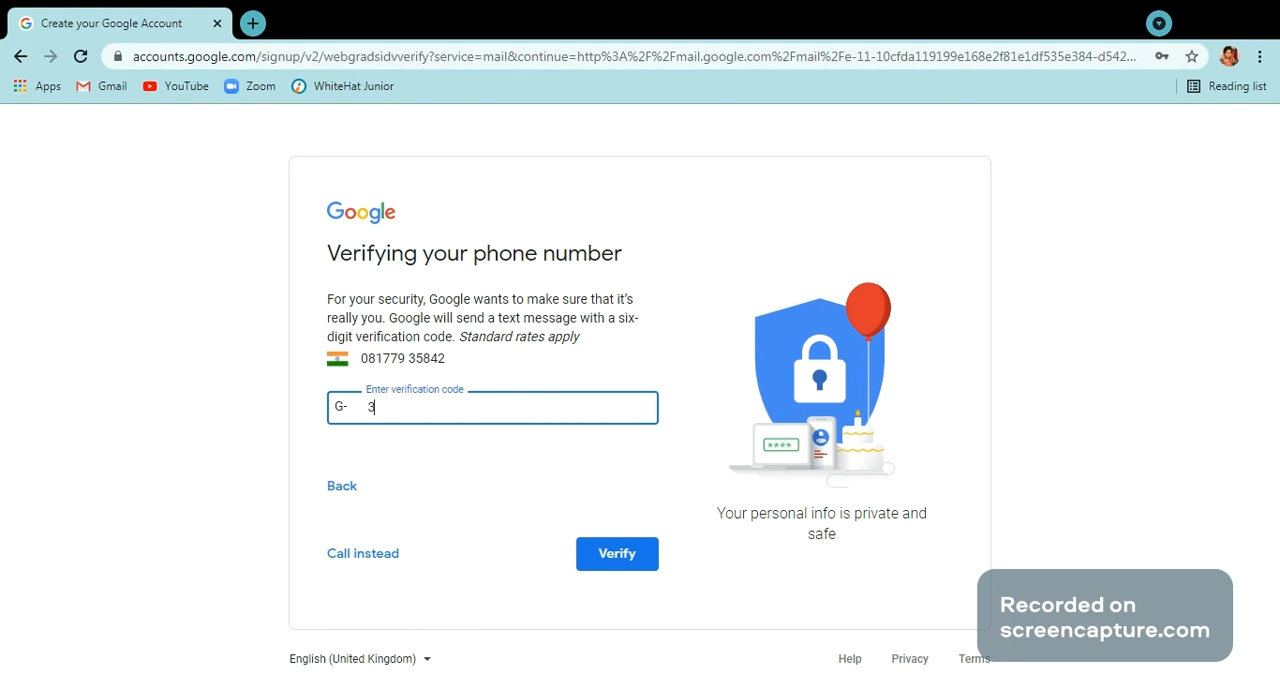 Create your Google Account
accounts.google.com/signup/v2/webgradsidvverify?service=mail&continue=http%3A%2F%2Fmail.google.com%2Fmail%2Fe-11-10cfda119199e168e2f81e1df535e384-d542...
Apps Gmail YouTube Zoom WhiteHat Junior Reading list
Google
Verifying your phone number
For your security, Google wants to make sure that it's
really you. Google will send a text message with a six-
digit verification code. Standard rates apply
081779 35842
Enter verification code
G- 3
****
Back
Your personal info is private and
safe
Call instead
Verify
Recorded on
screencapture.com
English (United Kingdom)
Help Privacy Terms